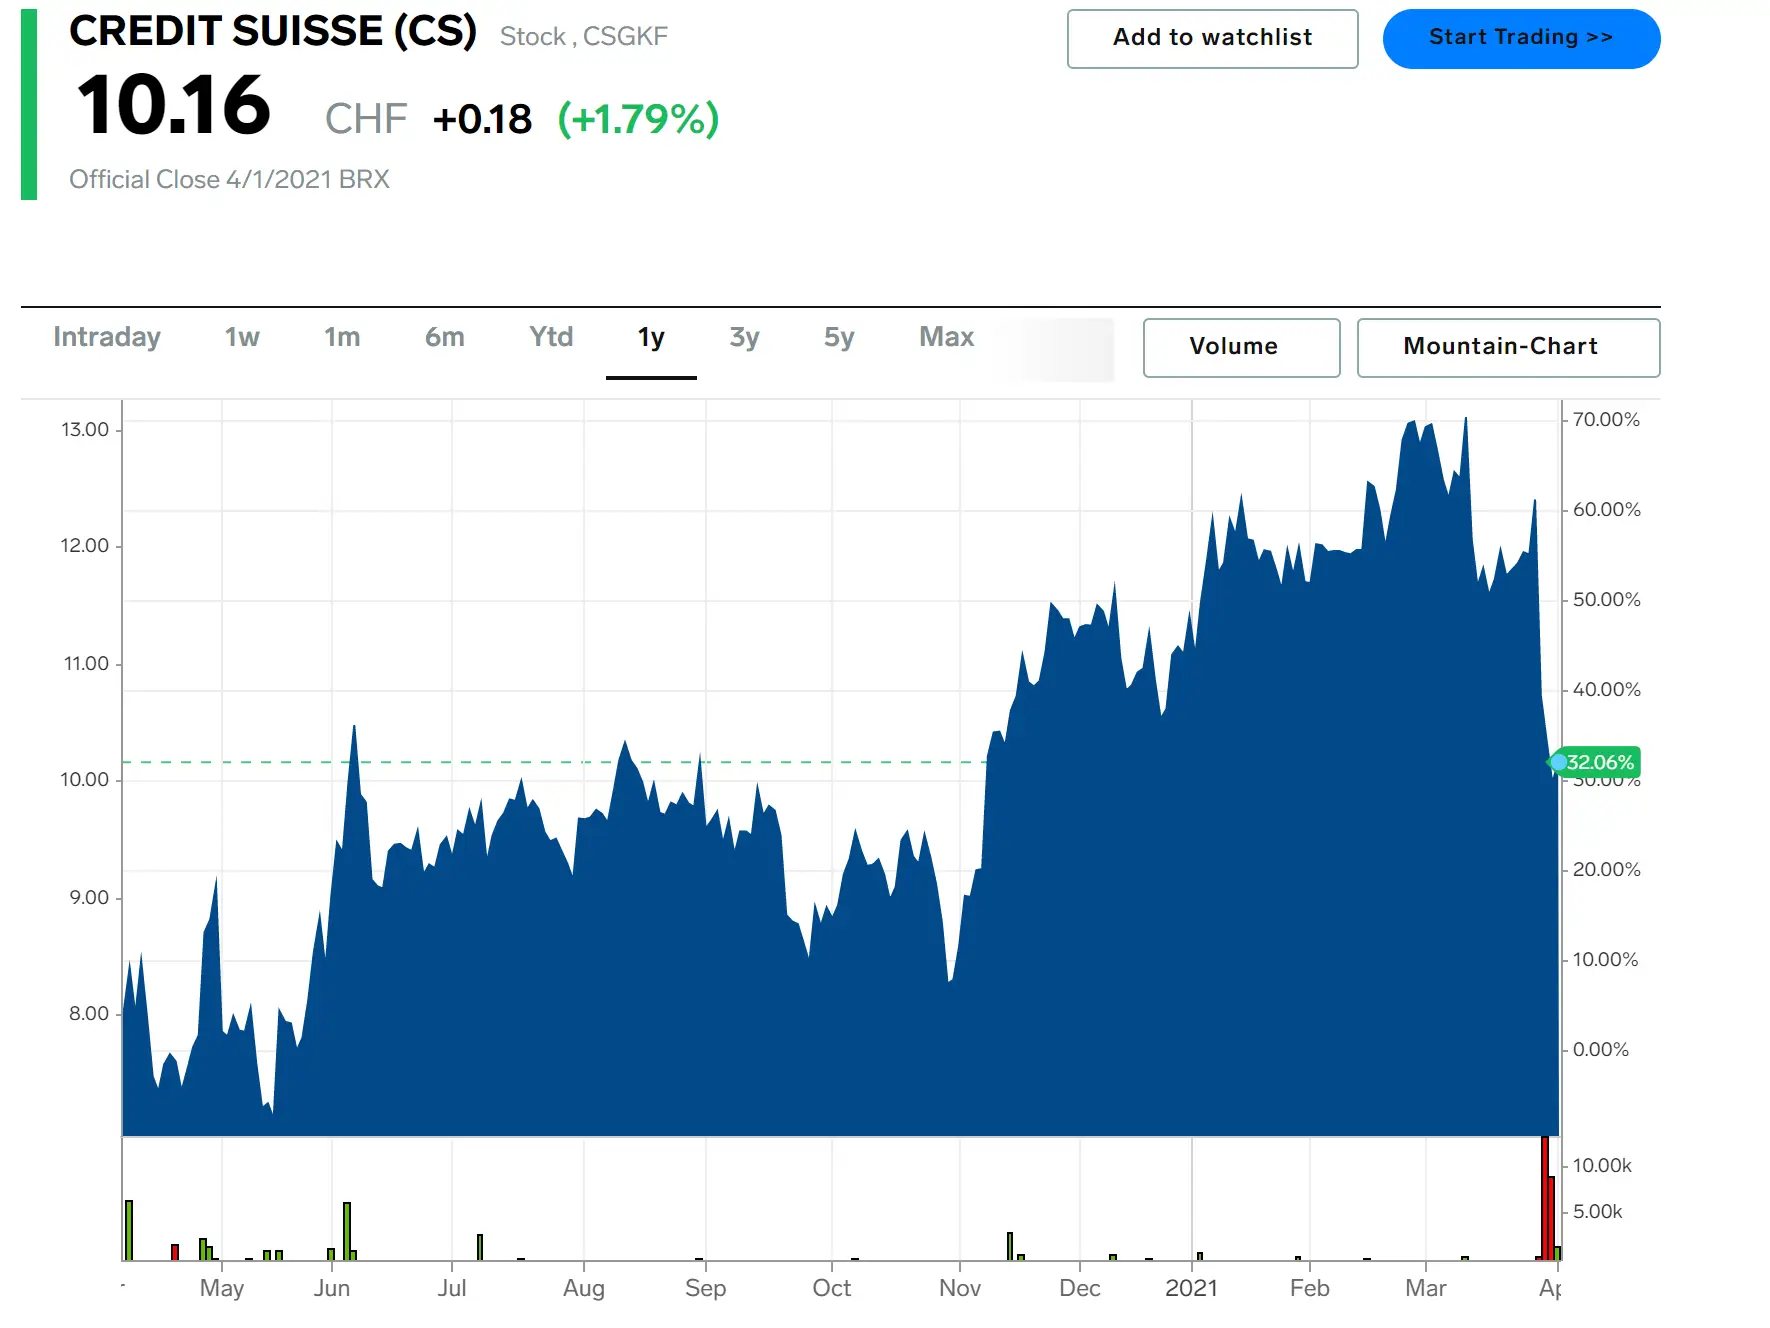 CREDIT SUISSE (CS) Stock , CSGKF
Add to watchlist
Start Trading >>
10.16 CHF +0.18 (+1.79%)
Official Close 4/1/2021 BRX
Intraday 1w 1m 6m Ytd 1y 3y 5y Max
Volume
Mountain-Chart
13.00
12.00
11.00
10.00
9.00
8.00
70.00%
60.00%
50.00%
40.00%
32.06%
30.00%
20.00%
10.00%
0.00%
10.00k
5.00k
May Jun Jul Aug Sep Oct Nov Dec 2021 Feb Mar Ap